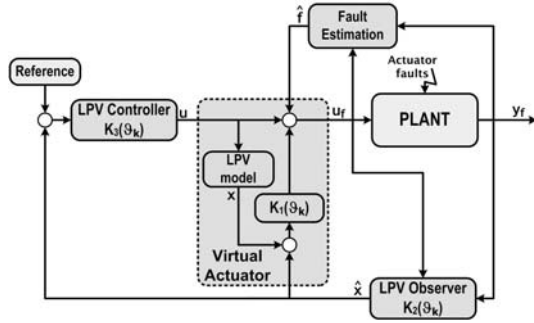 f̂
Fault
Estimation
Reference
Actuator
faults
LPV Controller
K₃(ϑₖ)
u
uf
PLANT
yf
LPV
model
x
K₁(ϑₖ)
Virtual
Actuator
x̂
LPV Observer
K₂(ϑₖ)